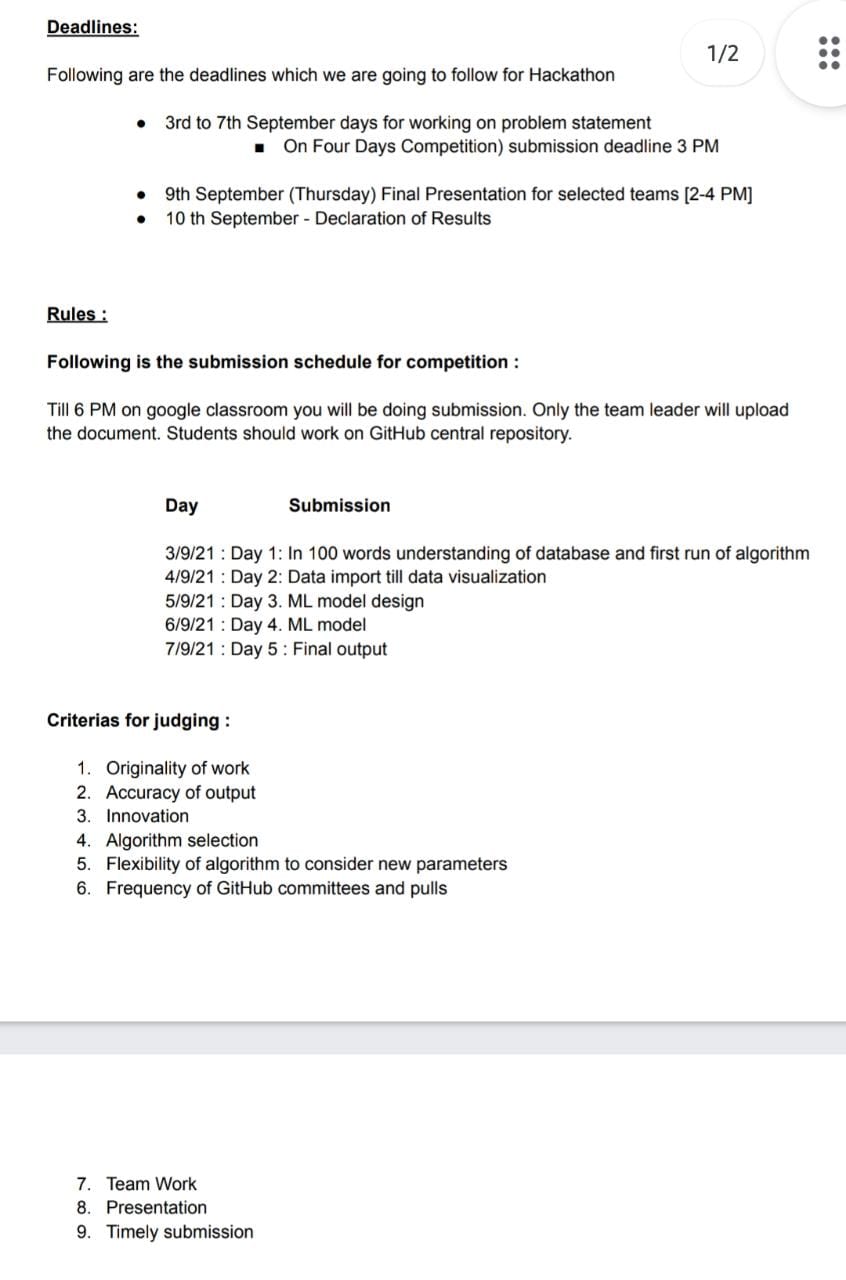 Deadlines:
1/2
Following are the deadlines which we are going to follow for Hackathon
● 3rd to 7th September days for working on problem statement
■ On Four Days Competition) submission deadline 3 PM
● 9th September (Thursday) Final Presentation for selected teams [2-4 PM]
● 10 th September - Declaration of Results
Rules :
Following is the submission schedule for competition :
Till 6 PM on google classroom you will be doing submission. Only the team leader will upload
the document. Students should work on GitHub central repository.
Day Submission
3/9/21 : Day 1: In 100 words understanding of database and first run of algorithm
4/9/21 : Day 2: Data import till data visualization
5/9/21 : Day 3. ML model design
6/9/21 : Day 4. ML model
7/9/21 : Day 5 : Final output
Criterias for judging :
1. Originality of work
2. Accuracy of output
3. Innovation
4. Algorithm selection
5. Flexibility of algorithm to consider new parameters
6. Frequency of GitHub committees and pulls
7. Team Work
8. Presentation
9. Timely submission